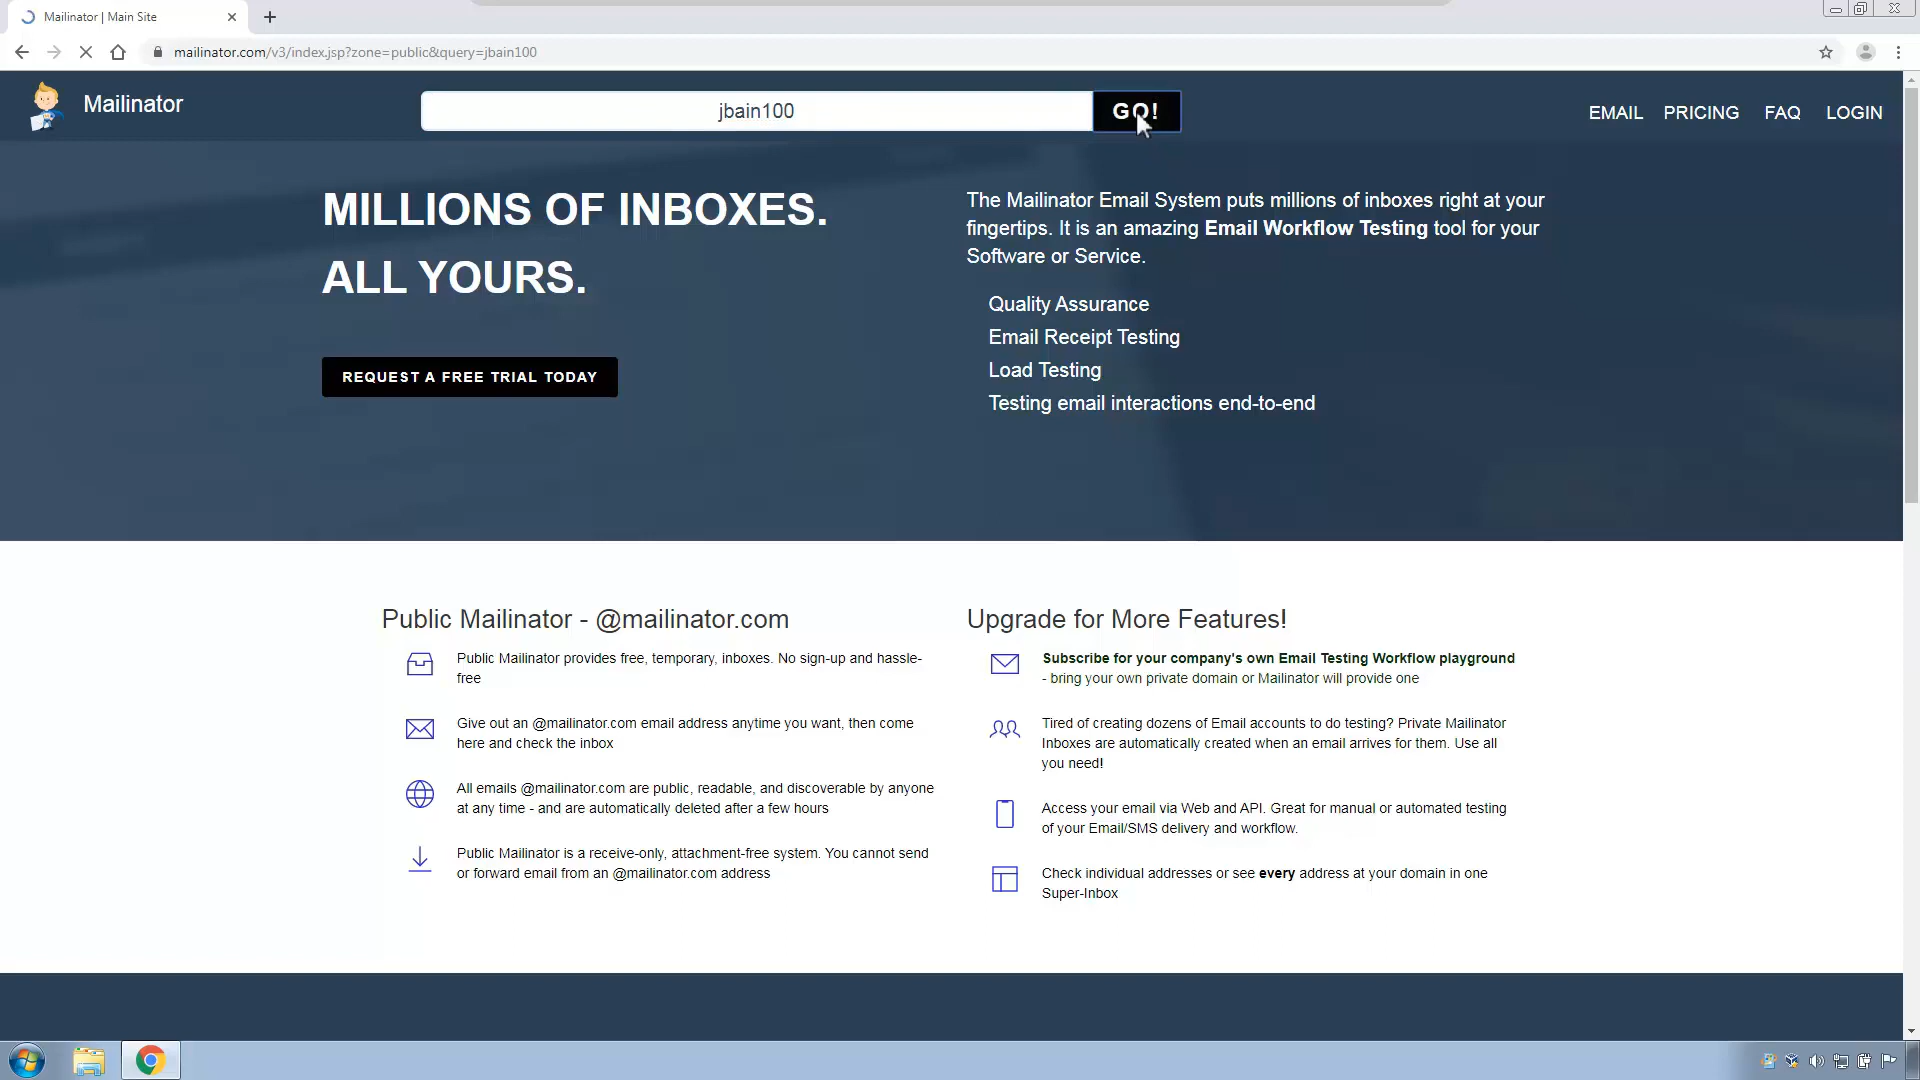 Mailinator | Main Site
mailinator.com/v3/index.jsp?zone=public&query=jbain100
Mailinator
jbain100
GO!
EMAIL PRICING FAQ LOGIN
MILLIONS OF INBOXES.
ALL YOURS.
REQUEST A FREE TRIAL TODAY
The Mailinator Email System puts millions of inboxes right at your
fingertips. It is an amazing Email Workflow Testing tool for your
Software or Service.
Quality Assurance
Email Receipt Testing
Load Testing
Testing email interactions end-to-end
Public Mailinator - @mailinator.com
Public Mailinator provides free, temporary, inboxes. No sign-up and hassle-
free
Give out an @mailinator.com email address anytime you want, then come
here and check the inbox
All emails @mailinator.com are public, readable, and discoverable by anyone
at any time - and are automatically deleted after a few hours
Public Mailinator is a receive-only, attachment-free system. You cannot send
or forward email from an @mailinator.com address
Upgrade for More Features!
Subscribe for your company's own Email Testing Workflow playground
- bring your own private domain or Mailinator will provide one
Tired of creating dozens of Email accounts to do testing? Private Mailinator
Inboxes are automatically created when an email arrives for them. Use all
you need!
Access your email via Web and API. Great for manual or automated testing
of your Email/SMS delivery and workflow.
Check individual addresses or see every address at your domain in one
Super-Inbox